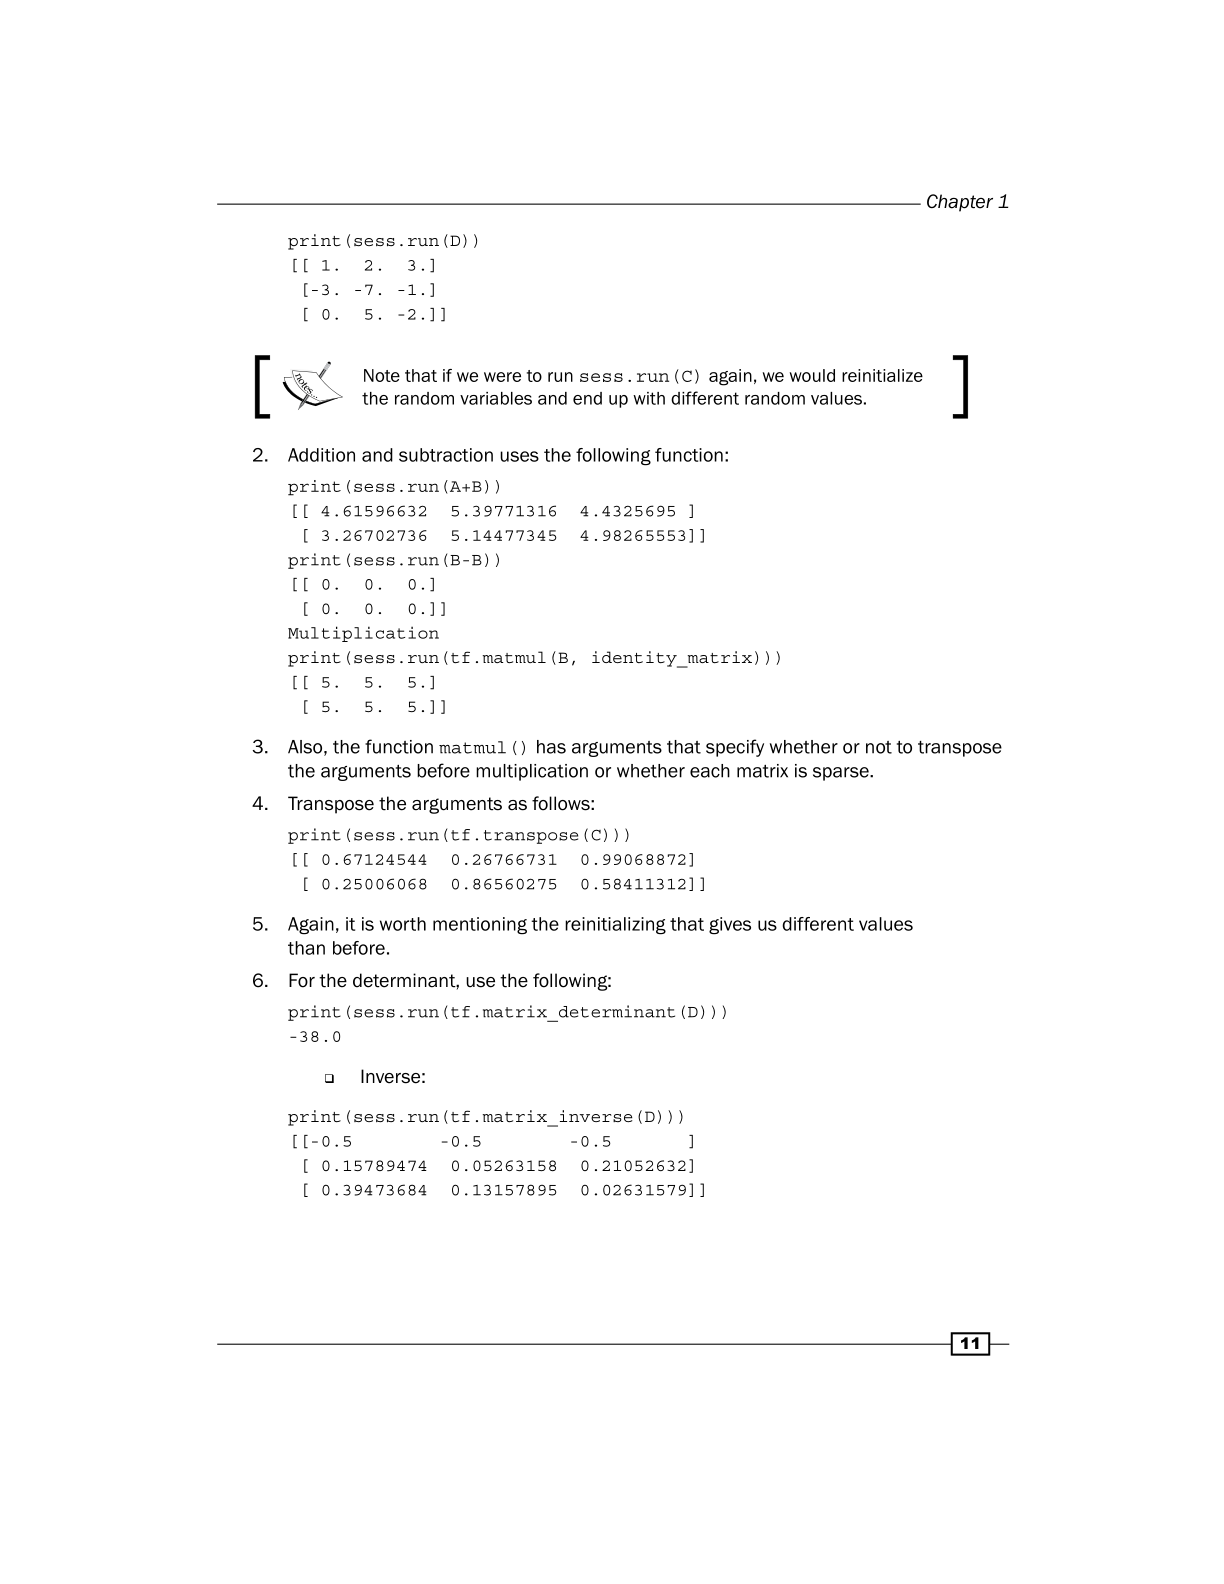 Chapter 1
print(sess.run(D))
[[ 1.  2.  3.]
 [-3. -7. -1.]
 [ 0.  5. -2.]]
notes...
Note that if we were to run sess.run(C) again, we would reinitialize
the random variables and end up with different random values.
2. Addition and subtraction uses the following function:
print(sess.run(A+B))
[[ 4.61596632  5.39771316  4.4325695 ]
 [ 3.26702736  5.14477345  4.98265553]]
print(sess.run(B-B))
[[ 0.  0.  0.]
 [ 0.  0.  0.]]
Multiplication
print(sess.run(tf.matmul(B, identity_matrix)))
[[ 5.  5.  5.]
 [ 5.  5.  5.]]
3. Also, the function matmul() has arguments that specify whether or not to transpose
the arguments before multiplication or whether each matrix is sparse.
4. Transpose the arguments as follows:
print(sess.run(tf.transpose(C)))
[[ 0.67124544  0.26766731  0.99068872]
 [ 0.25006068  0.86560275  0.58411312]]
5. Again, it is worth mentioning the reinitializing that gives us different values
than before.
6. For the determinant, use the following:
print(sess.run(tf.matrix_determinant(D)))
-38.0
❑ Inverse:
print(sess.run(tf.matrix_inverse(D)))
[[-0.5        -0.5        -0.5       ]
 [ 0.15789474  0.05263158  0.21052632]
 [ 0.39473684  0.13157895  0.02631579]]
11